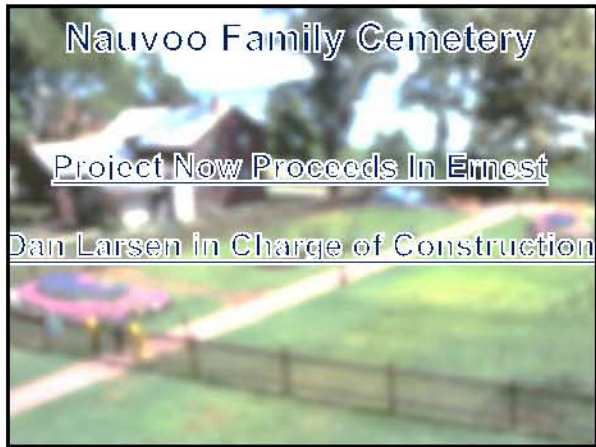 Nauvoo Family Cemetery
Project Now Proceeds In Ernest
Dan Larsen in Charge of Construction